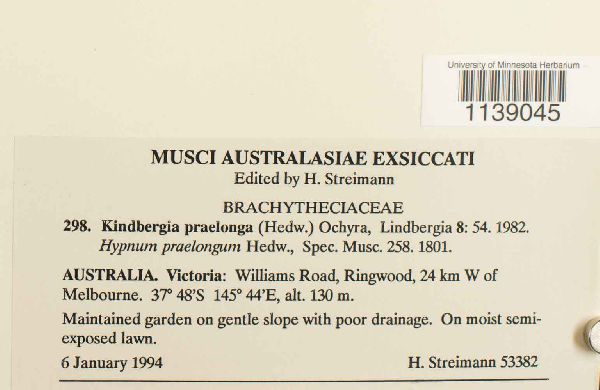 University of Minnesota Herbarium
1139045
MUSCI AUSTRALASIAE EXSICCATI
Edited by H. Streimann
BRACHYTHECIACEAE
298. Kindbergia praelonga (Hedw.) Ochyra, Lindbergia 8: 54. 1982.
Hypnum praelongum Hedw., Spec. Musc. 258. 1801.
AUSTRALIA. Victoria: Williams Road, Ringwood, 24 km W of
Melbourne. 37° 48'S 145° 44'E, alt. 130 m.
Maintained garden on gentle slope with poor drainage. On moist semi-
exposed lawn.
6 January 1994 H. Streimann 53382